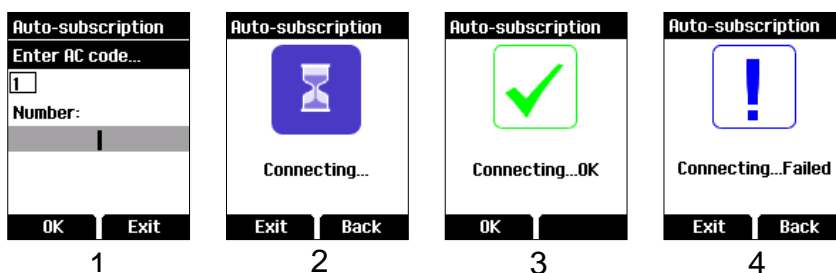 Auto-subscription
Enter AC code...
1
Number:
OK Exit
1
Auto-subscription
Connecting...
Exit Back
2
Auto-subscription
Connecting...OK
OK
3
Auto-subscription
Connecting...Failed
Exit Back
4